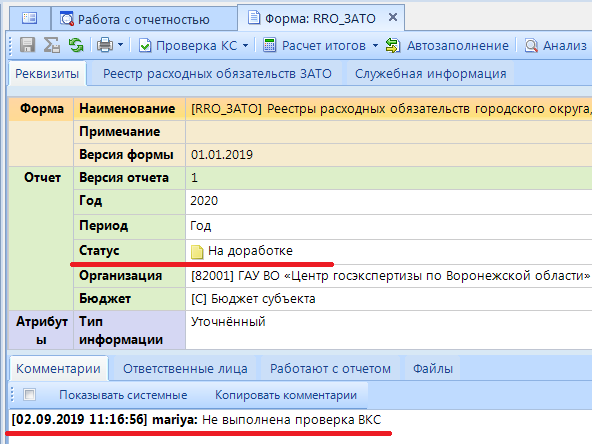 Работа с отчетностью
Форма: RRO_ЗАТО
Проверка КС
Расчет итогов
Автозаполнение
Анализ
Реквизиты
Реестр расходных обязательств ЗАТО
Служебная информация
Форма
Наименование
[RRO_ЗАТО] Реестры расходных обязательств городского округа,
Примечание
Версия формы
01.01.2019
Отчет
Версия отчета
1
Год
2020
Период
Год
Статус
На доработке
Организация
[82001] ГАУ ВО «Центр госэкспертизы по Воронежской области»
Бюджет
[С] Бюджет субъекта
Атрибут
ы
Тип
информации
Уточнённый
Комментарии
Ответственные лица
Работают с отчетом
Файлы
Показывать системные
Копировать комментарии
[02.09.2019 11:16:56] mariya: Не выполнена проверка ВКС